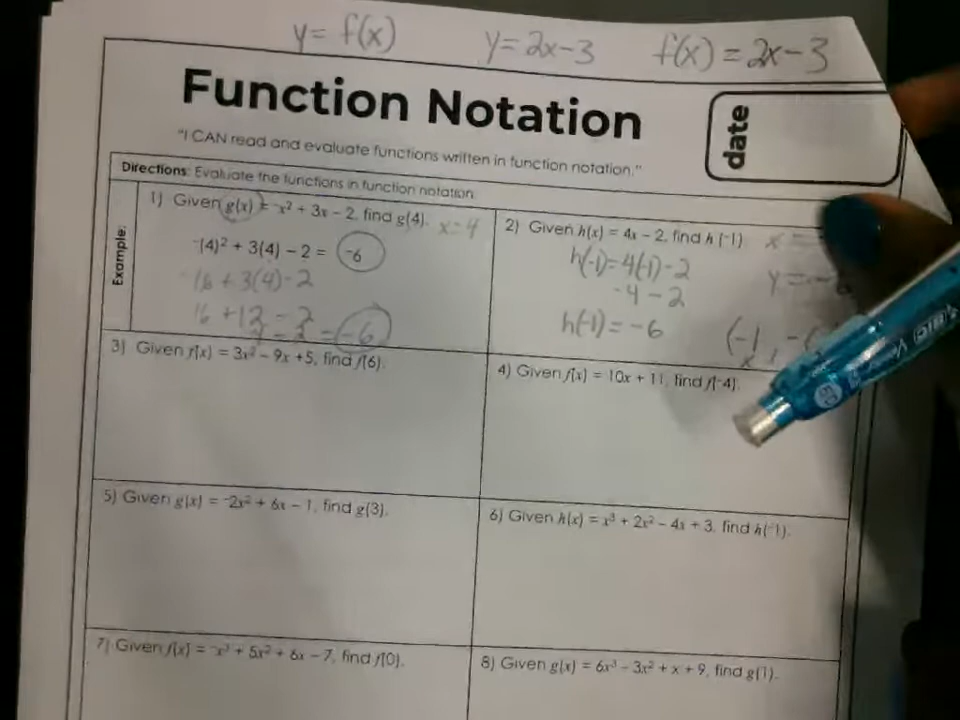 y = f(x) y = 2x - 3 f(x) = 2x - 3
Function Notation
date
"I CAN read and evaluate functions written in function notation."
Directions: Evaluate the functions in function notation.
Example:
1) Given g(x) = ⁻x² + 3x − 2, find g(4). x = 4
⁻(4)² + 3(4) − 2 = -6
-16 + 3(4) - 2
16 + 12 - 2
= -6
2) Given h(x) = 4x − 2, find h(⁻1)
h(-1) = 4(-1) - 2
-4 - 2
h(-1) = -6
x =
y =
(-1, -6
x
3) Given f(x) = 3x² − 9x +5, find f(6).
4) Given f(x) = 10x + 11, find f(⁻4).
5) Given g(x) = ⁻2x² + 6x − 1, find g(3).
6) Given h(x) = x³ + 2x² − 4x + 3, find h(⁻1).
7) Given f(x) = ⁻x³ + 5x² + 6x − 7, find f(0).
8) Given g(x) = 6x³ − 3x² + x + 9, find g(1).